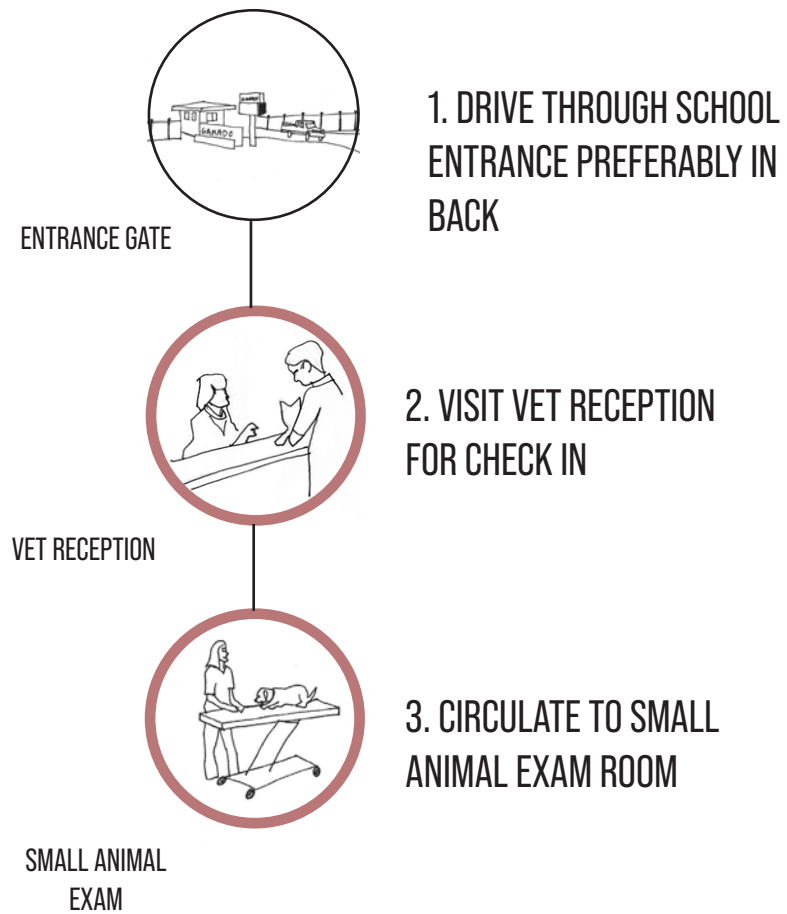 GANADO
1. DRIVE THROUGH SCHOOL
ENTRANCE PREFERABLY IN
BACK
ENTRANCE GATE
2. VISIT VET RECEPTION
FOR CHECK IN
VET RECEPTION
3. CIRCULATE TO SMALL
ANIMAL EXAM ROOM
SMALL ANIMAL
EXAM